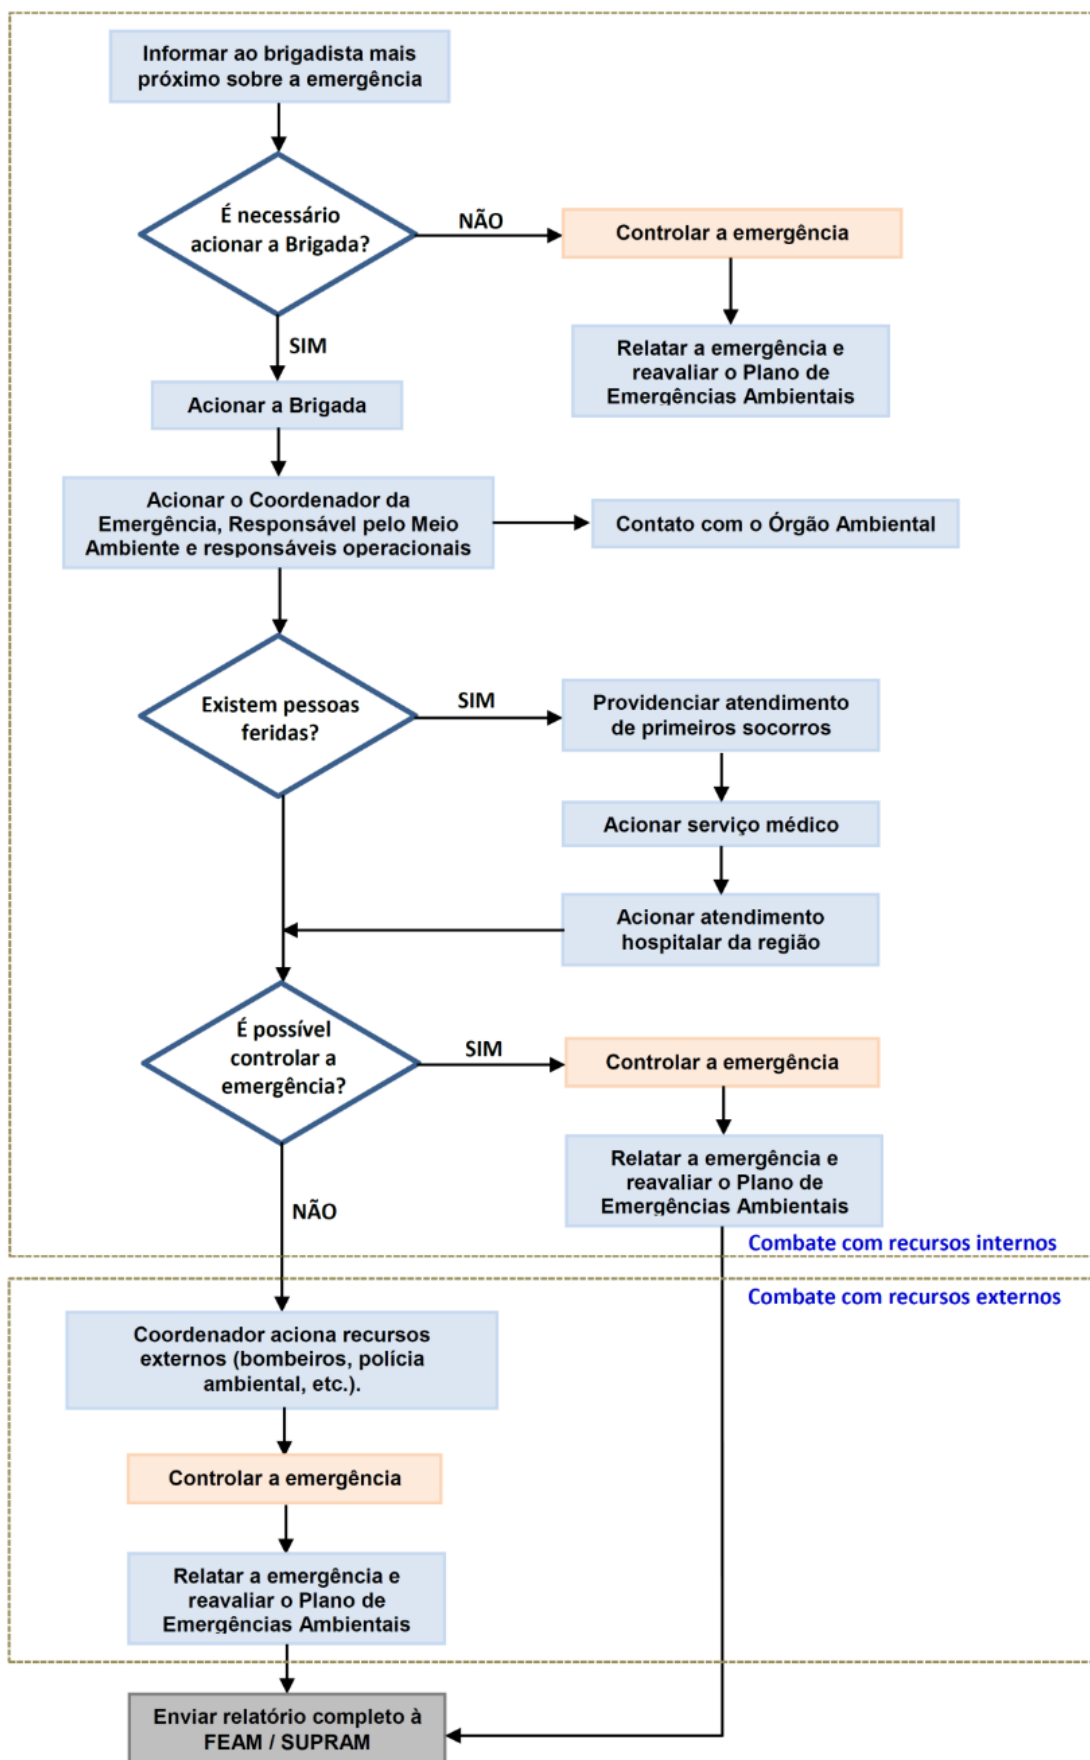 Informar ao brigadista mais
próximo sobre a emergência
É necessário
acionar a Brigada?
NÃO
Controlar a emergência
Relatar a emergência e
reavaliar o Plano de
Emergências Ambientais
SIM
Acionar a Brigada
Acionar o Coordenador da
Emergência, Responsável pelo Meio
Ambiente e responsáveis operacionais
Contato com o Órgão Ambiental
Existem pessoas
feridas?
SIM
Providenciar atendimento
de primeiros socorros
Acionar serviço médico
Acionar atendimento
hospitalar da região
É possível
controlar a
emergência?
SIM
Controlar a emergência
Relatar a emergência e
reavaliar o Plano de
Emergências Ambientais
NÃO
Combate com recursos internos
Combate com recursos externos
Coordenador aciona recursos
externos (bombeiros, polícia
ambiental, etc.).
Controlar a emergência
Relatar a emergência e
reavaliar o Plano de
Emergências Ambientais
Enviar relatório completo à
FEAM / SUPRAM